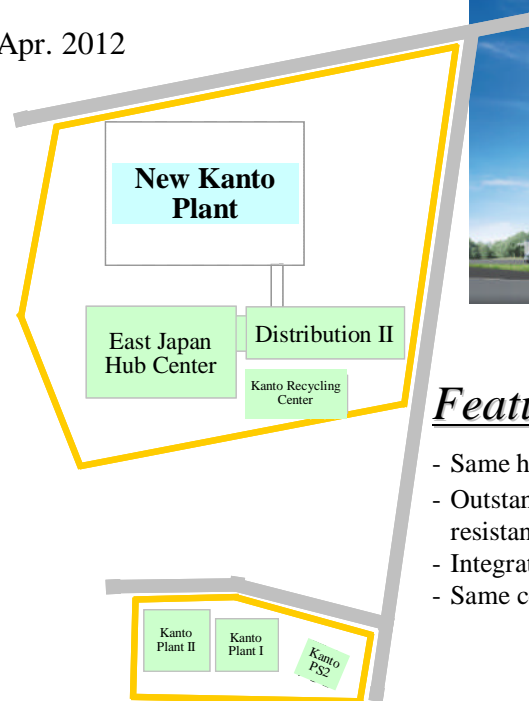 Apr. 2012
New Kanto
Plant
East Japan
Hub Center
Distribution II
Kanto Recycling
Center
- Same h
- Outstan
resistan
- Integrat
- Same c
Kanto
Plant II
Kanto
Plant I
Kanto
PS2